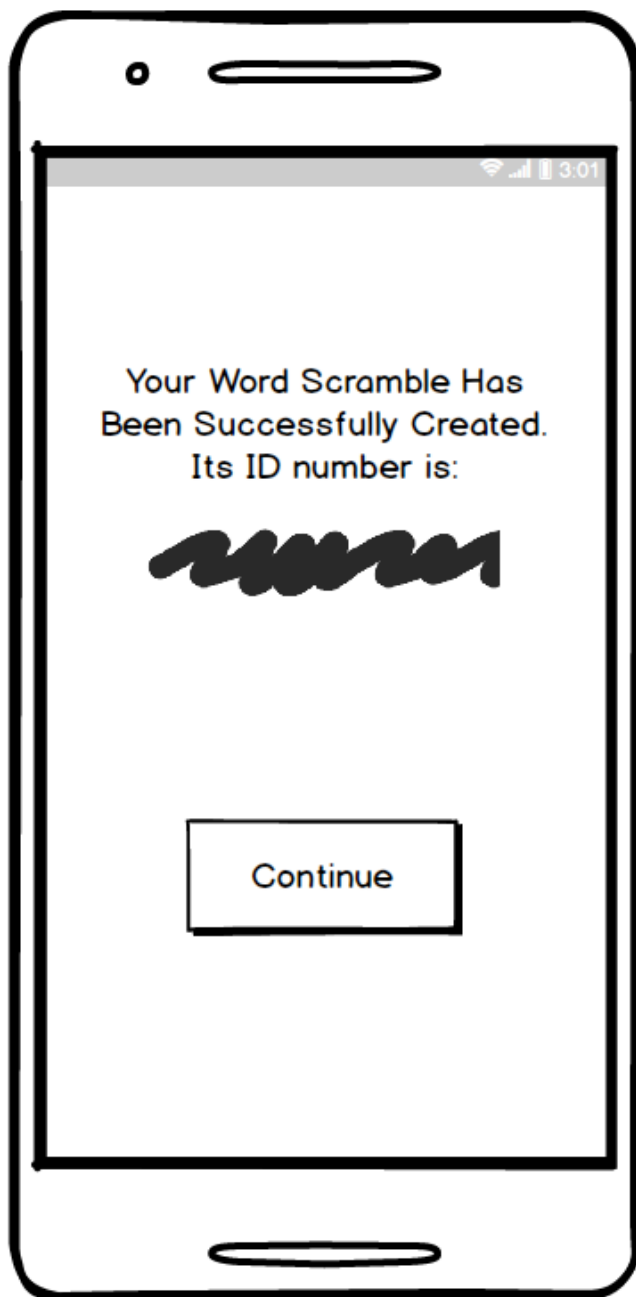 3:01
Your Word Scramble Has
Been Successfully Created.
Its ID number is:
Continue